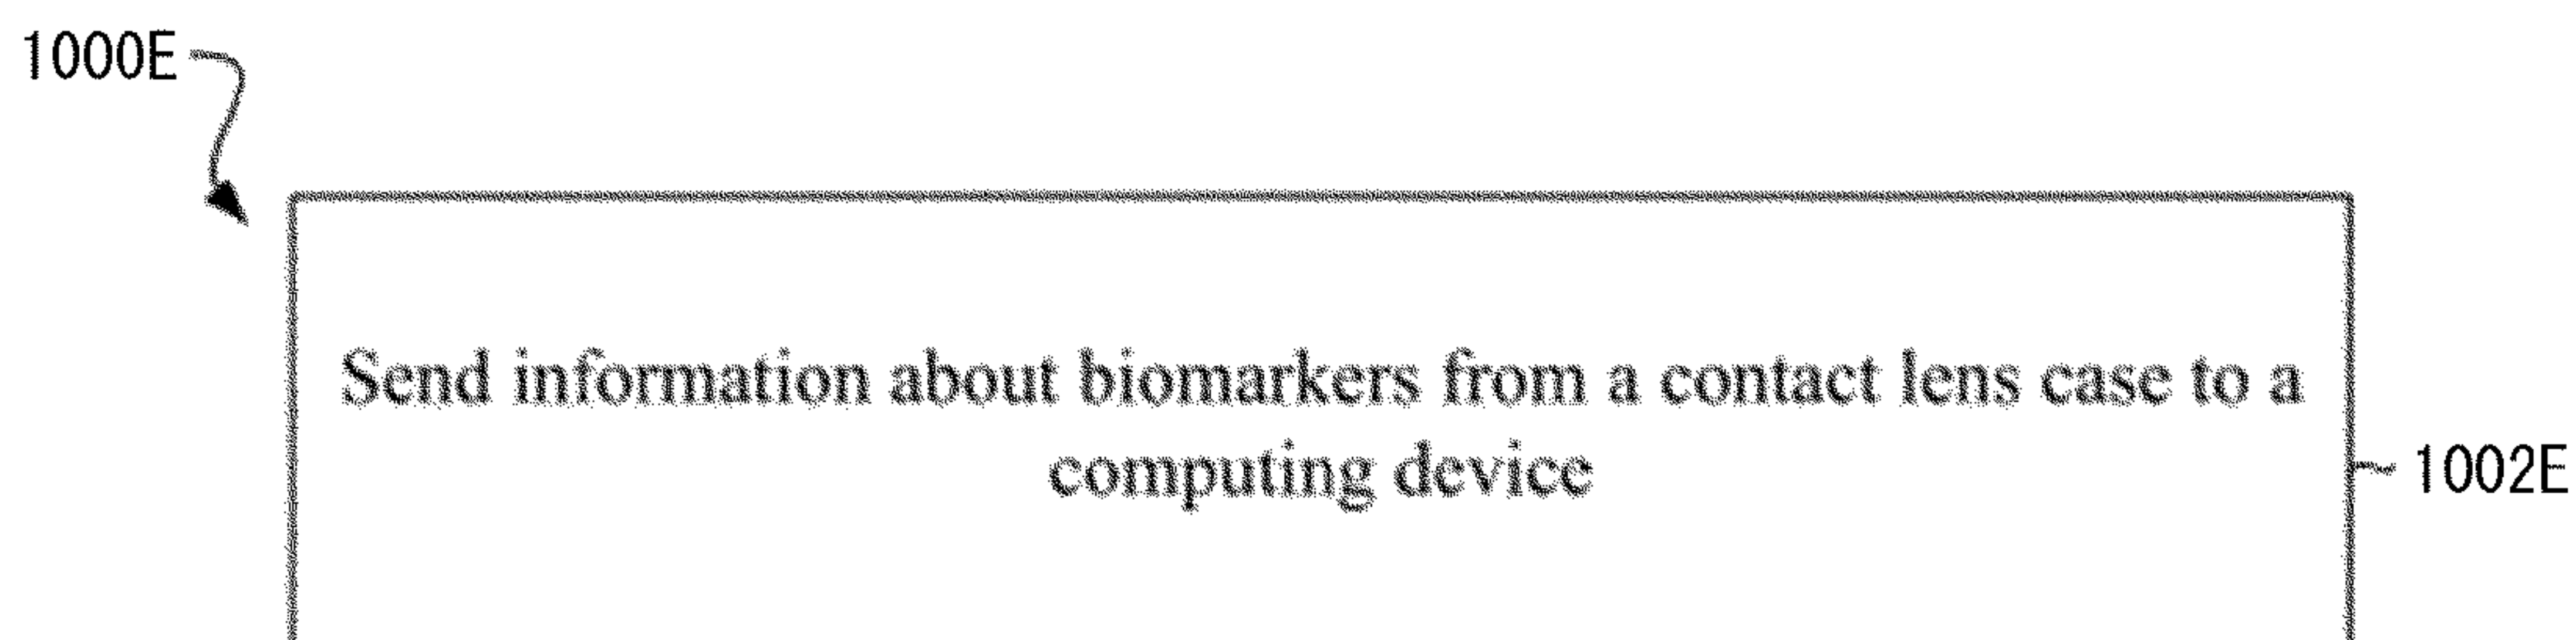 1000E
Send information about biomarkers from a contact lens case to a
computing device
1002E